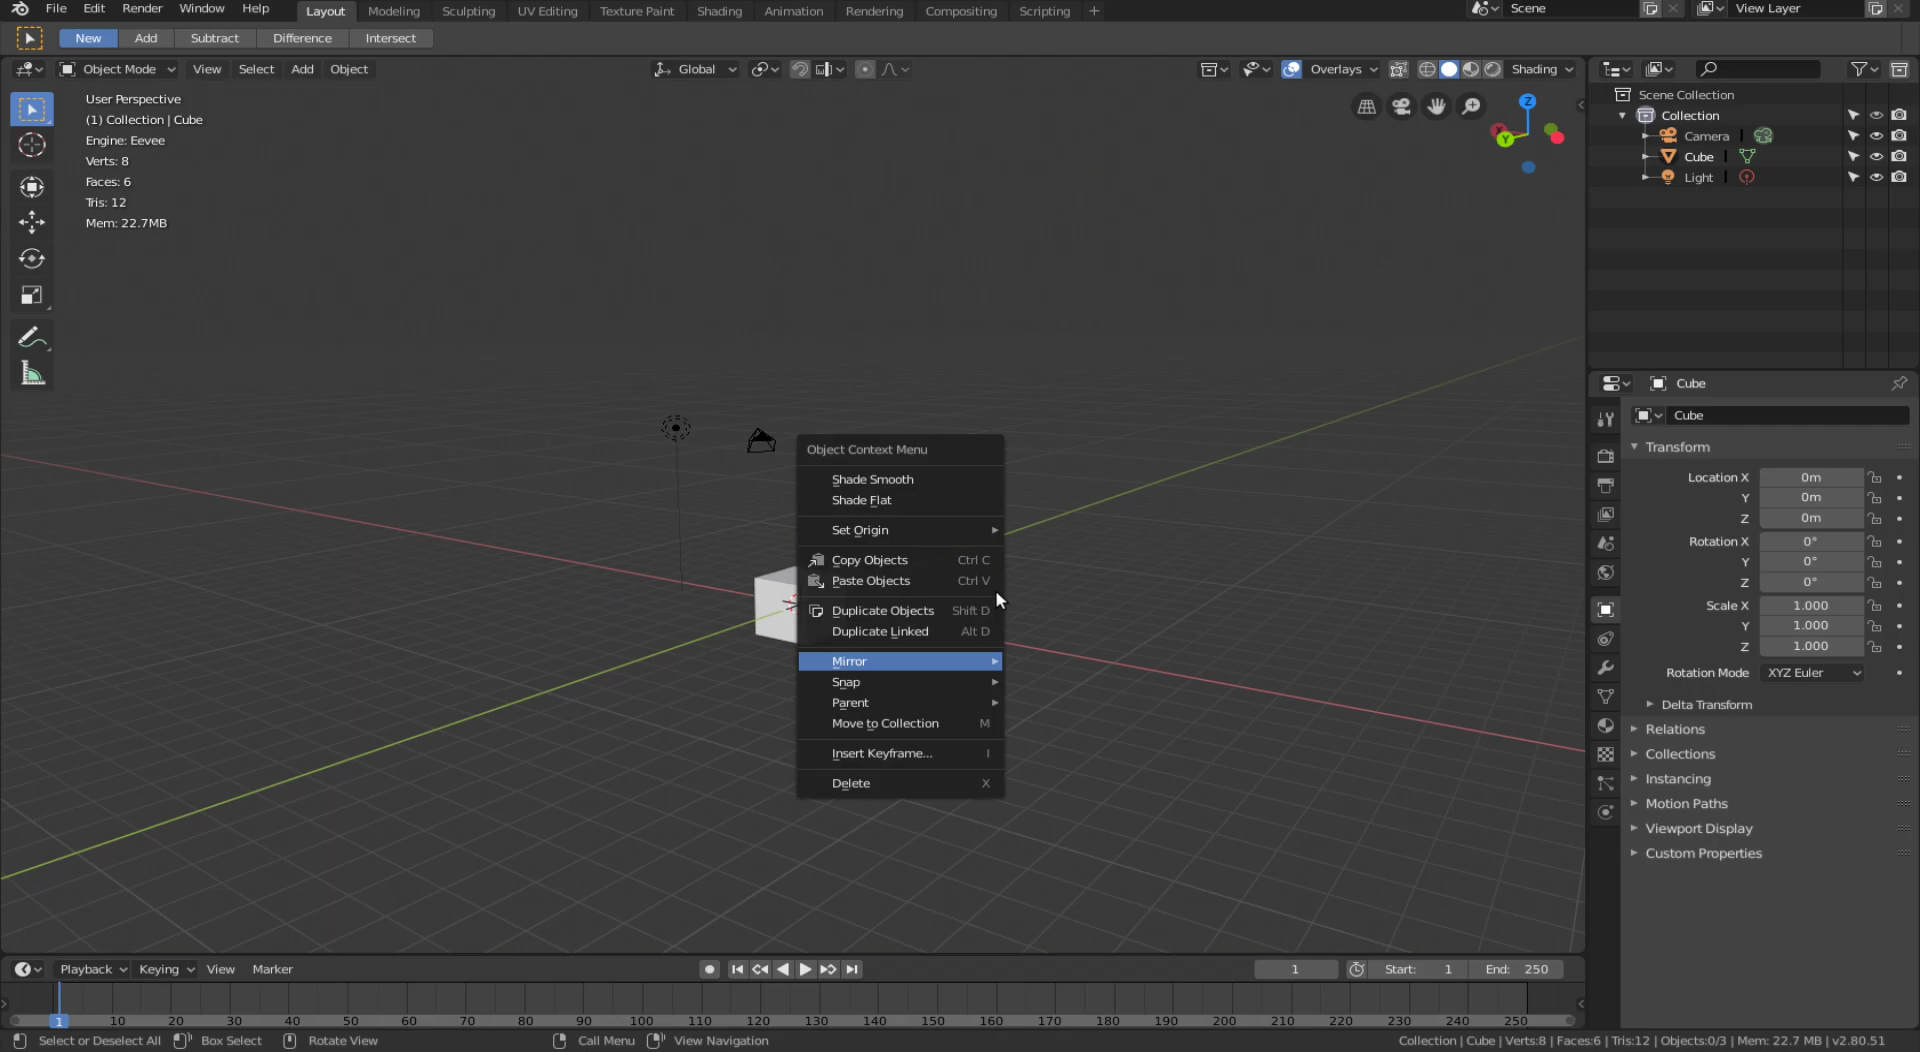 File Edit Render Window Help Layout Modeling Sculpting UV Editing Texture Paint Shading Animation Rendering Compositing Scripting + Scene View Layer
New Add Subtract Difference Intersect
Object Mode View Select Add Object Global Overlays Shading
User Perspective
(1) Collection | Cube
Engine: Eevee
Verts: 8
Faces: 6
Tris: 12
Mem: 22.7MB
Z
Y
Object Context Menu
Shade Smooth
Shade Flat
Set Origin
Copy Objects Ctrl C
Paste Objects Ctrl V
Duplicate Objects Shift D
Duplicate Linked Alt D
Mirror
Snap
Parent
Move to Collection M
Insert Keyframe... I
Delete X
Scene Collection
Collection
Camera
Cube
Light
Cube
Cube
Transform
Location X 0m
Y 0m
Z 0m
Rotation X 0°
Y 0°
Z 0°
Scale X 1.000
Y 1.000
Z 1.000
Rotation Mode XYZ Euler
Delta Transform
Relations
Collections
Instancing
Motion Paths
Viewport Display
Custom Properties
Playback Keying View Marker 1 Start: 1 End: 250
1 10 20 30 40 50 60 70 80 90 100 110 120 130 140 150 160 170 180 190 200 210 220 230 240 250
Select or Deselect All Box Select Rotate View Call Menu View Navigation Collection | Cube | Verts:8 | Faces:6 | Tris:12 | Objects:0/3 | Mem: 22.7 MB | v2.80.51